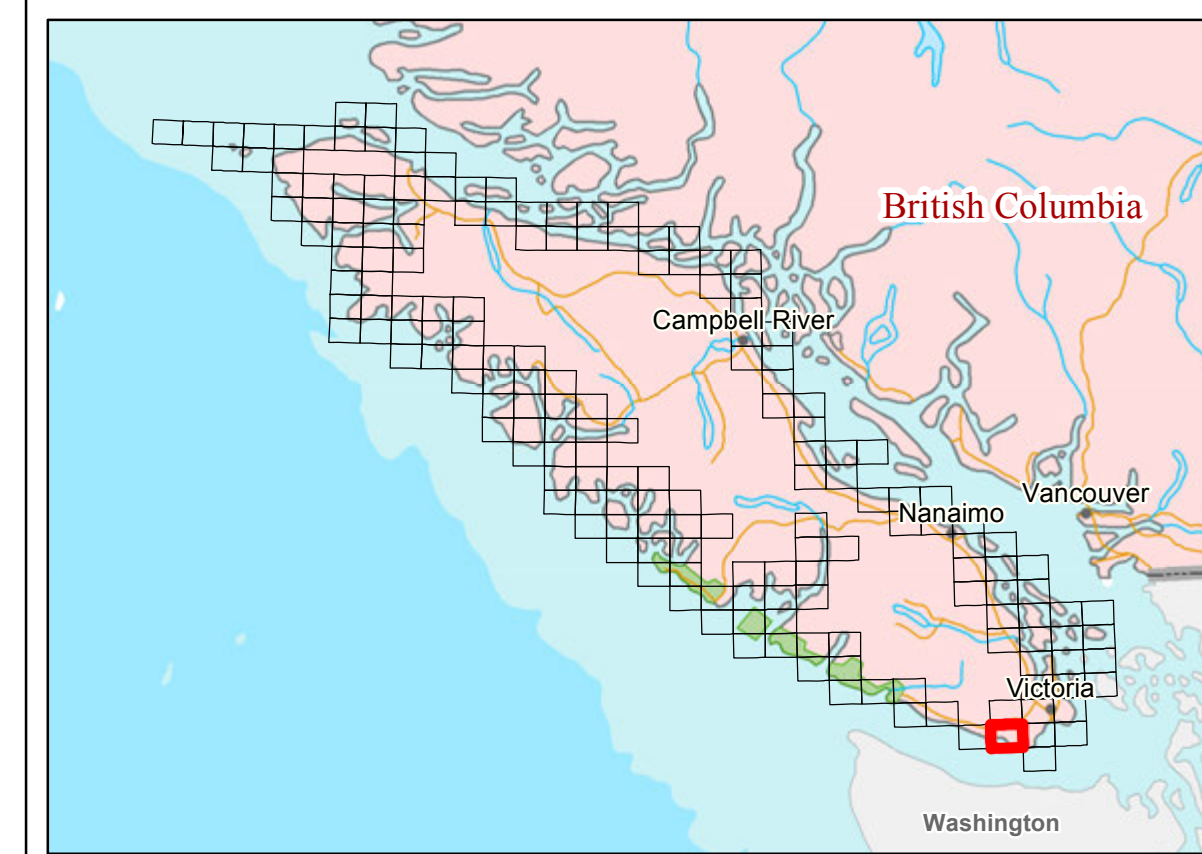 British Columbia
Campbell River
Vancouver
Nanaimo
Victoria
Washington